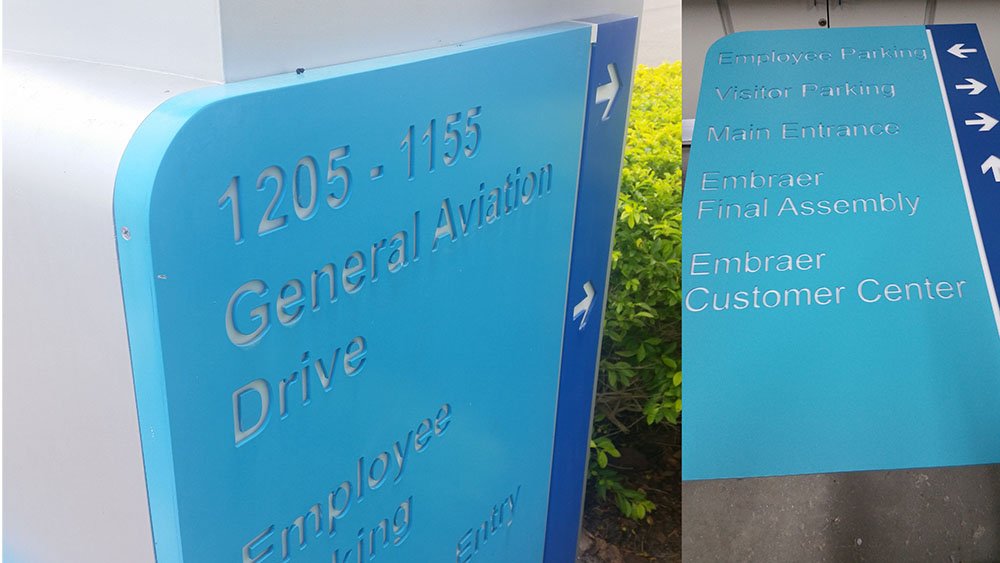 1205 - 1155
General Aviation
Drive
Employee
Entry
Employee Parking
Visitor Parking
Main Entrance
Embraer
Final Assembly
Embraer
Customer Center